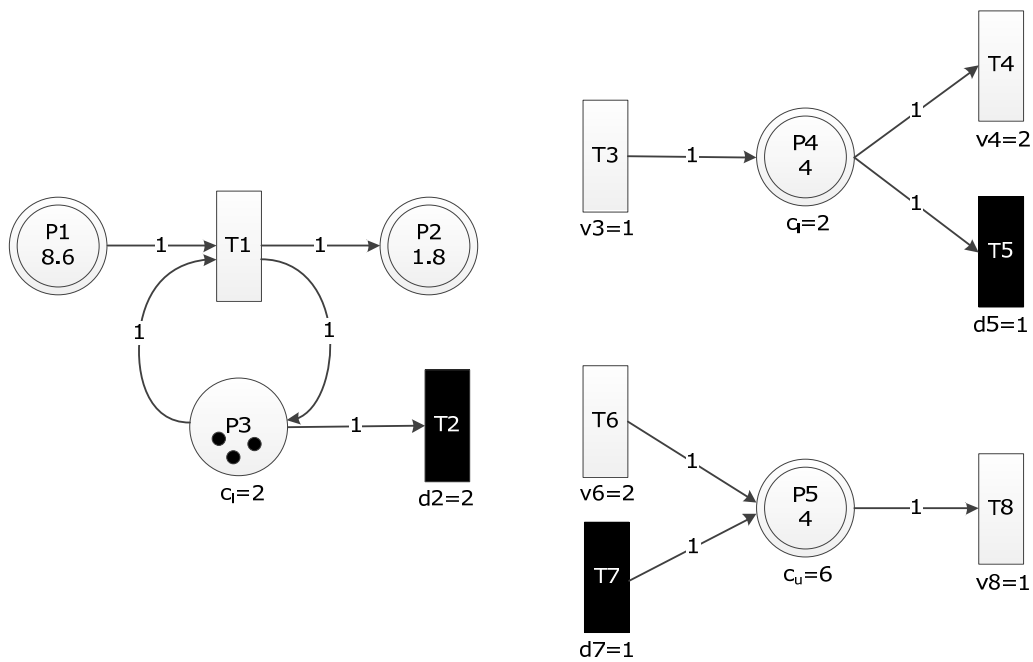 P1
8.6
1
T1
1
P2
1.8
1
1
P3
cl=2
1
T2
d2=2
T3
v3=1
1
P4
4
cl=2
1
T4
v4=2
1
T5
d5=1
T6
v6=2
1
T7
d7=1
1
P5
4
cu=6
1
T8
v8=1